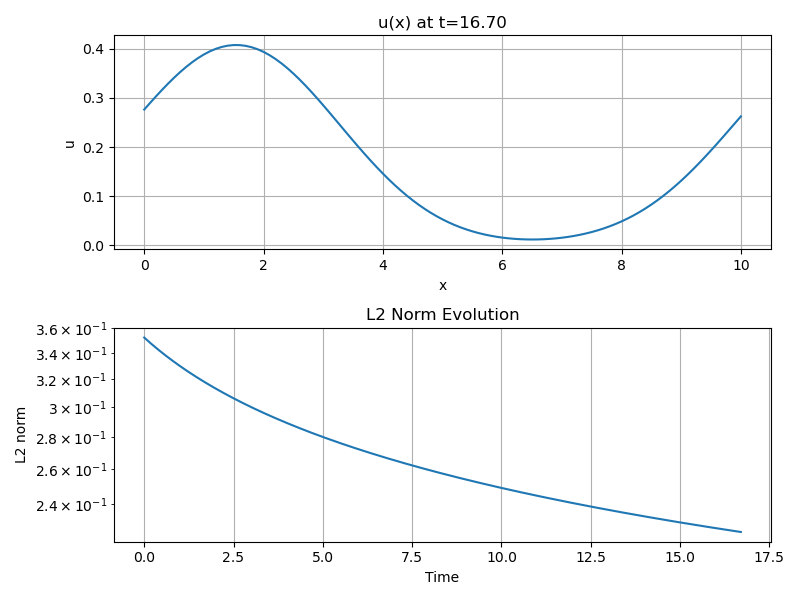 u(x) at t=16.70
0.4
0.3
0.2
0.1
0.0
u
0 2 4 6 8 10
x
L2 Norm Evolution
3.6 × 10⁻¹
3.4 × 10⁻¹
3.2 × 10⁻¹
3 × 10⁻¹
2.8 × 10⁻¹
2.6 × 10⁻¹
2.4 × 10⁻¹
L2 norm
0.0 2.5 5.0 7.5 10.0 12.5 15.0 17.5
Time